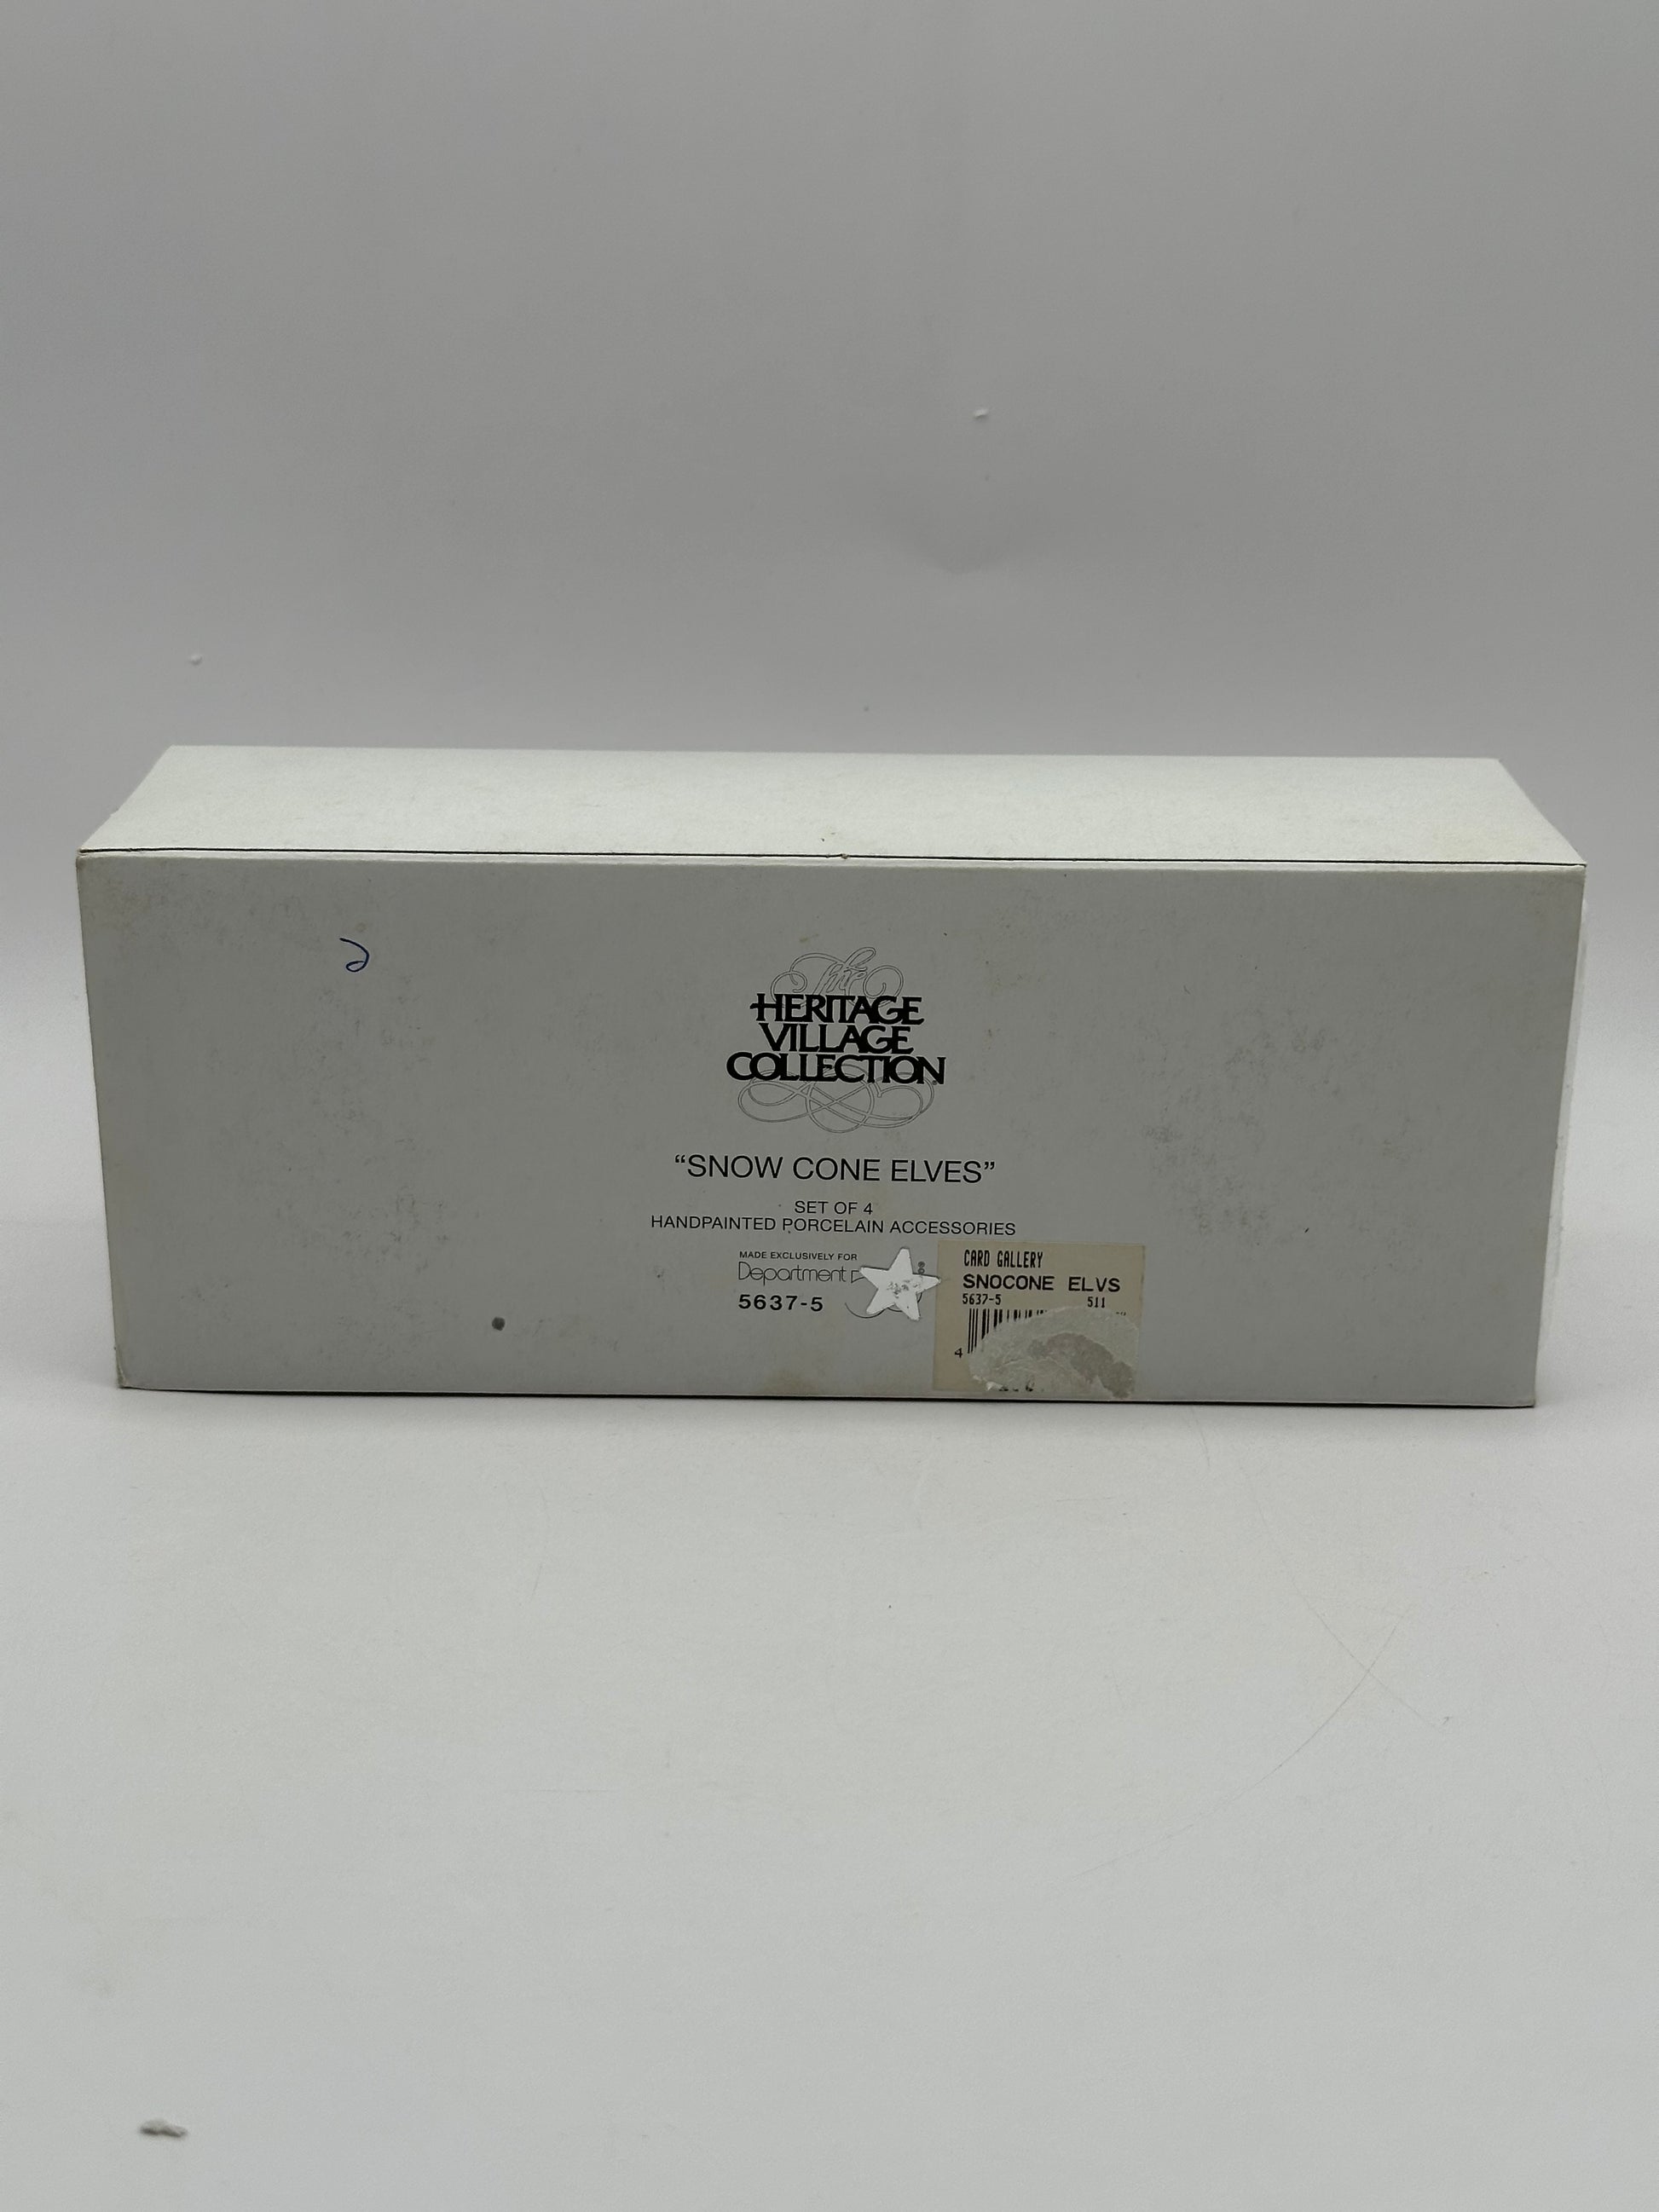 The
HERITAGE
VILLAGE
COLLECTION
“SNOW CONE ELVES”
SET OF 4
HANDPAINTED PORCELAIN ACCESSORIES
MADE EXCLUSIVELY FOR
Department
5637-5
CARD GALLERY
SNOCONE ELVS
5637-5 511
4